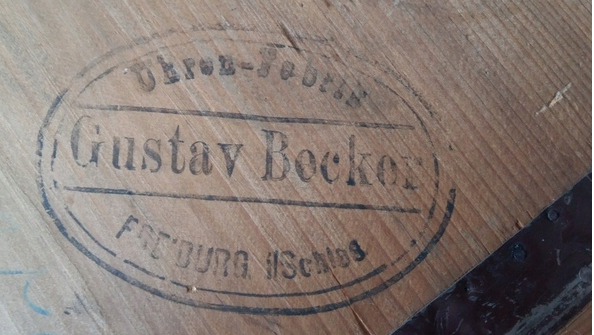 Uhren-Fabrik
Gustav Becker
FREIBURG i/Schles